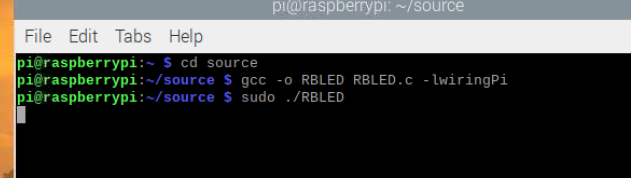 pi@raspberrypi: ~/source
File Edit Tabs Help
pi@raspberrypi:~ $ cd source
pi@raspberrypi:~/source $ gcc -o RBLED RBLED.c -lwiringPi
pi@raspberrypi:~/source $ sudo ./RBLED